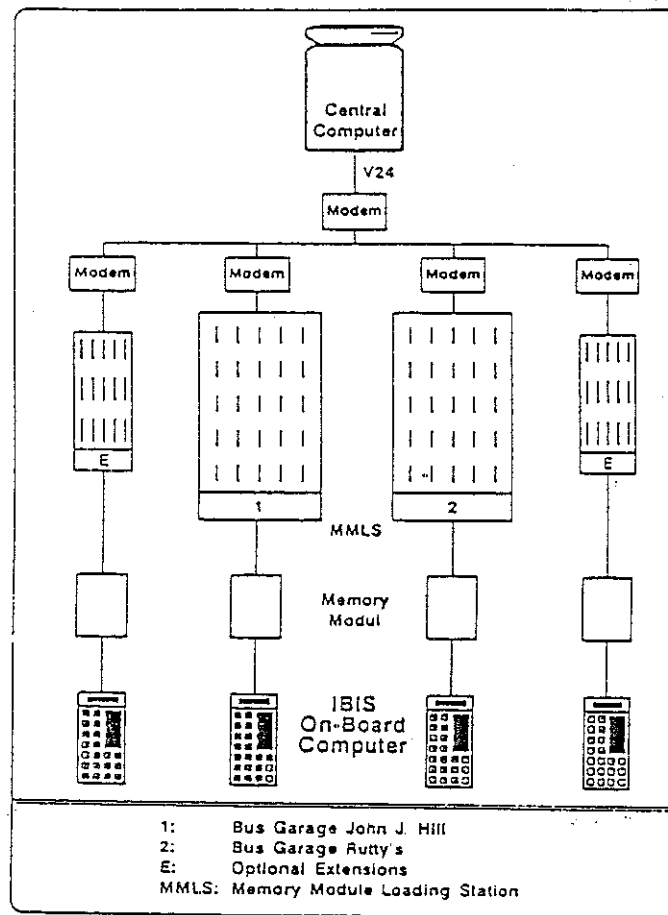 Central
Computer
V24
Modem
Modem
Modem
Modem
Modem
E
1
2
E
MMLS
Memory
Modul
IBIS
On-Board
Computer
1: Bus Garage John J. Hill
2: Bus Garage Rutty's
E: Optional Extensions
MMLS: Memory Module Loading Station